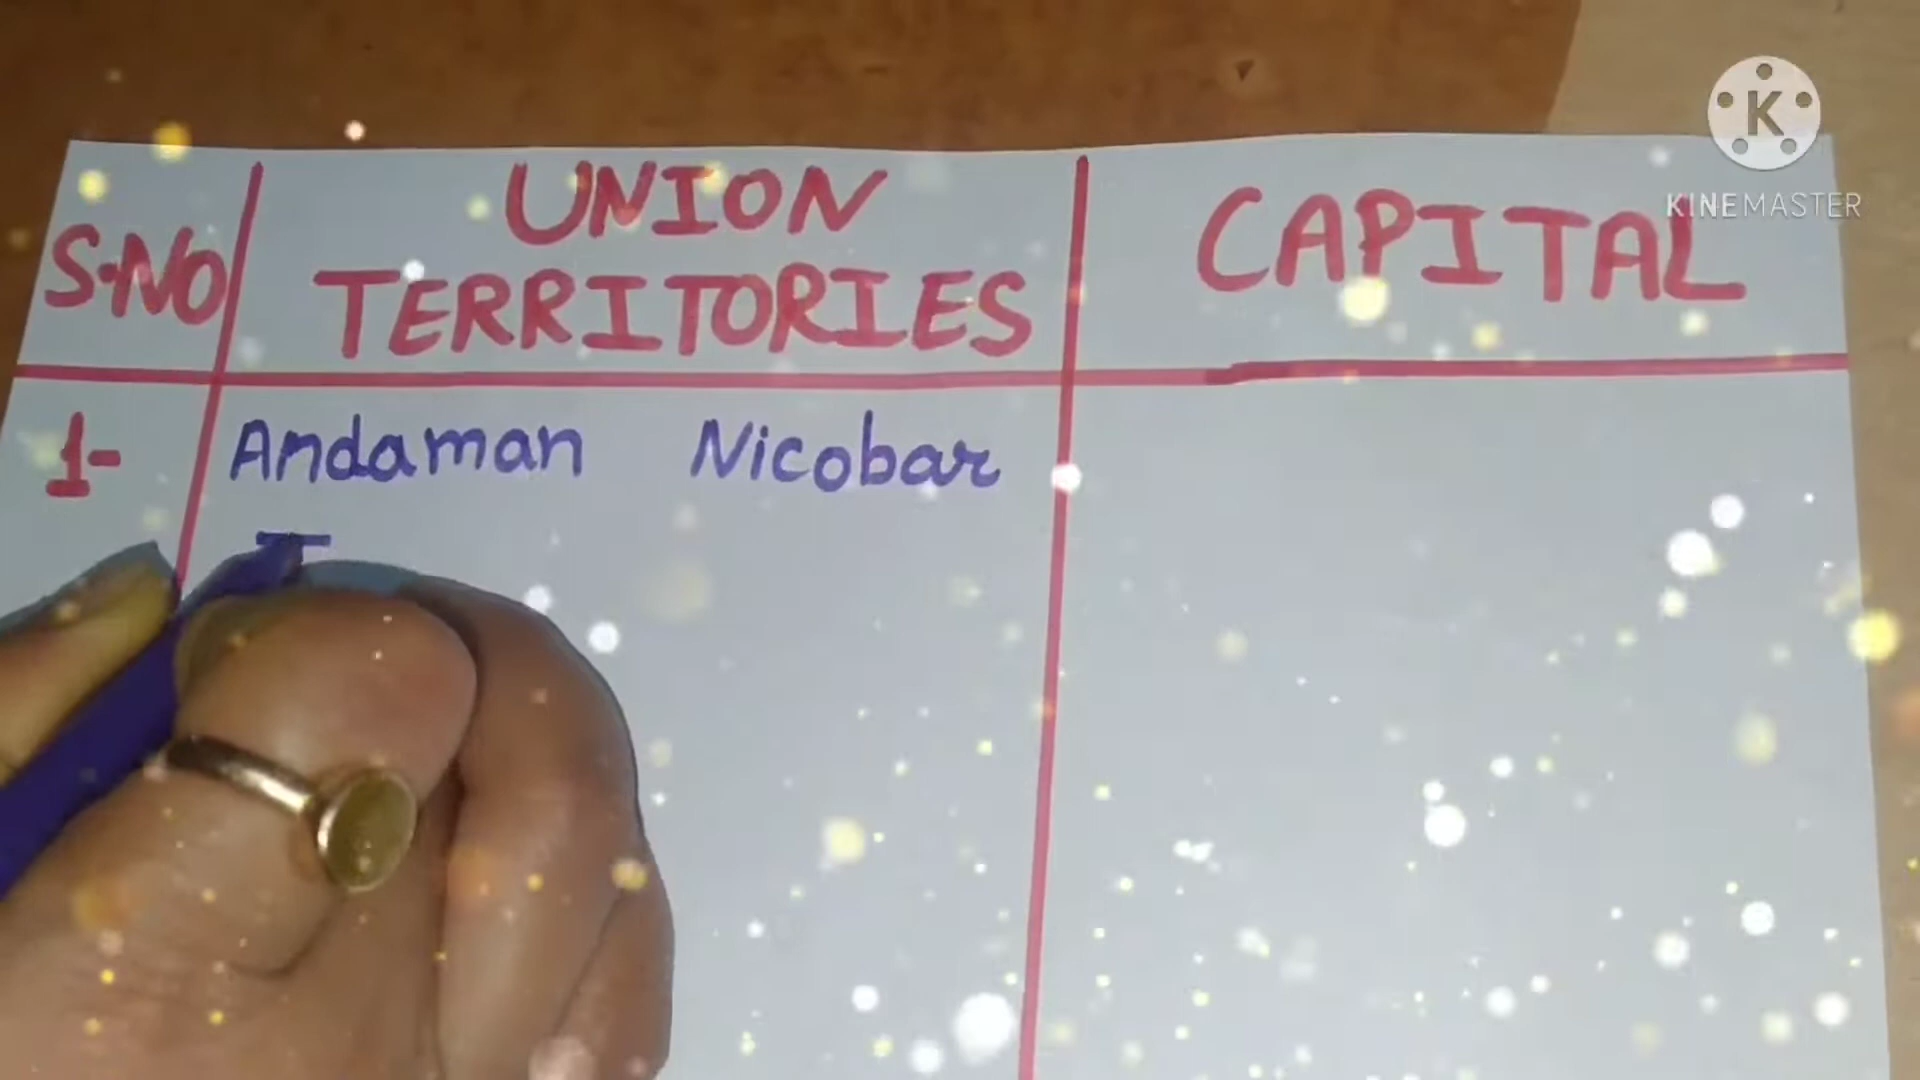 S.NO
UNION
TERRITORIES
CAPITAL
1-
Andaman Nicobar
I
K
KINEMASTER